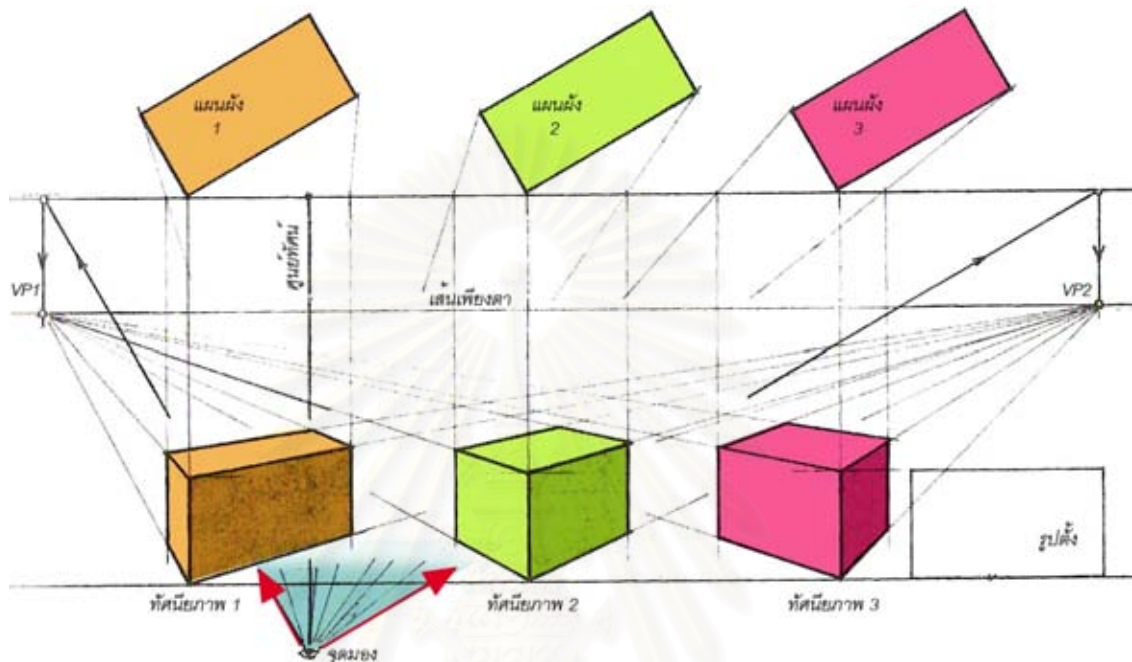 แผนผัง
1
แผนผัง
2
แผนผัง
3
ศูนย์ทัศน์
VP1
เส้นเพียงตา
VP2
รูปตั้ง
ทัศนียภาพ 1
ทัศนียภาพ 2
ทัศนียภาพ 3
จุดมอง